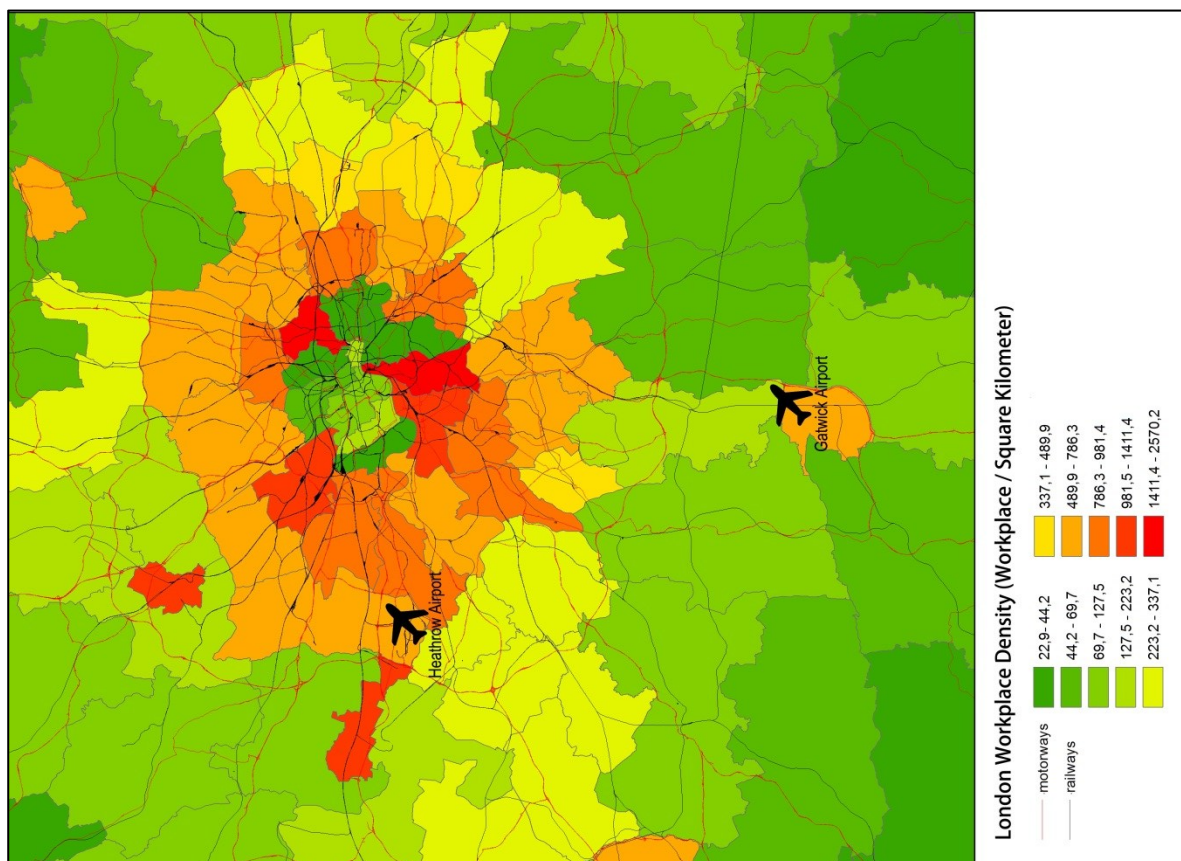 Heathrow Airport
Gatwick Airport
London Workplace Density (Workplace / Square Kilometer)
motorways
railways
22,9- 44,2
44,2 - 69,7
69,7 - 127,5
127,5 - 223,2
223,2 - 337,1
337,1 - 489,9
489,9 - 786,3
786,3 - 981,4
981,5 - 1411,4
1411,4 - 2570,2